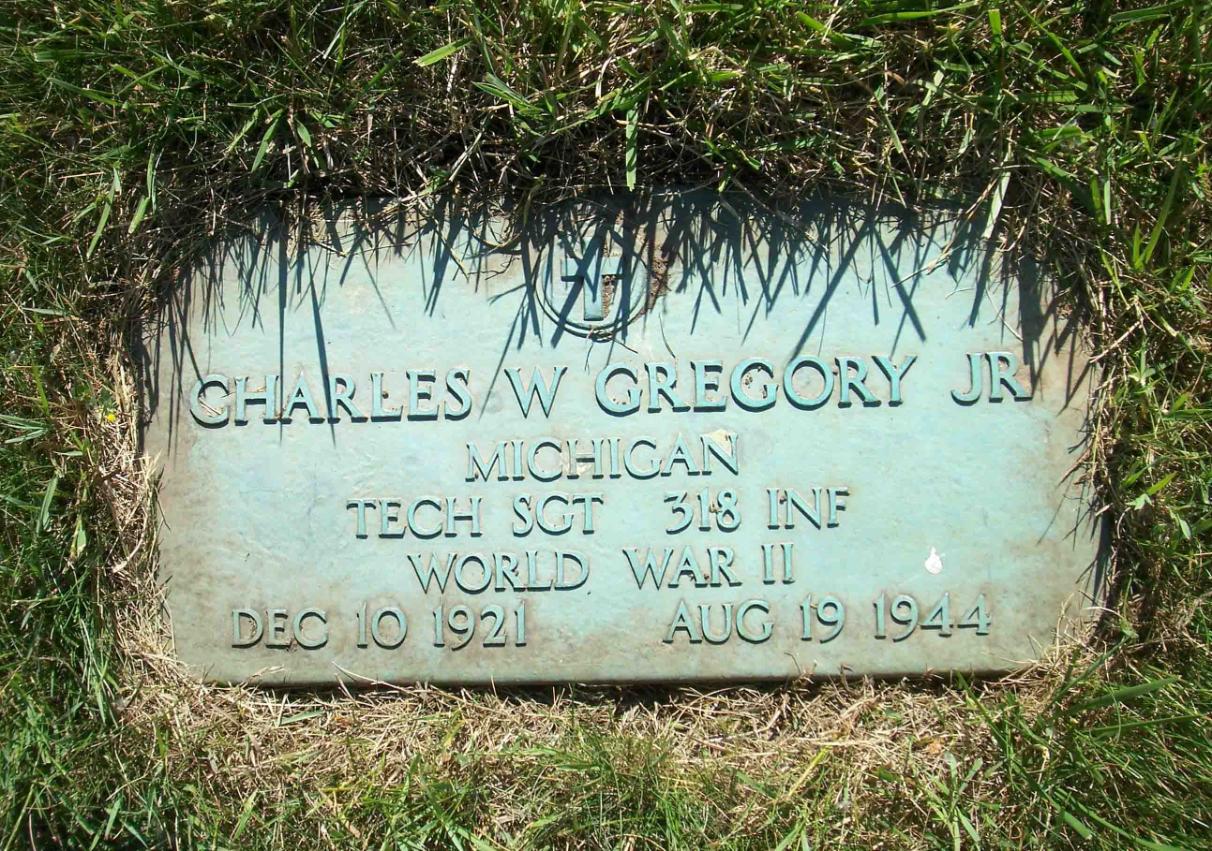 CHARLES W GREGORY JR
MICHIGAN
TECH SGT 318 INF
WORLD WAR II
DEC 10 1921 AUG 19 1944